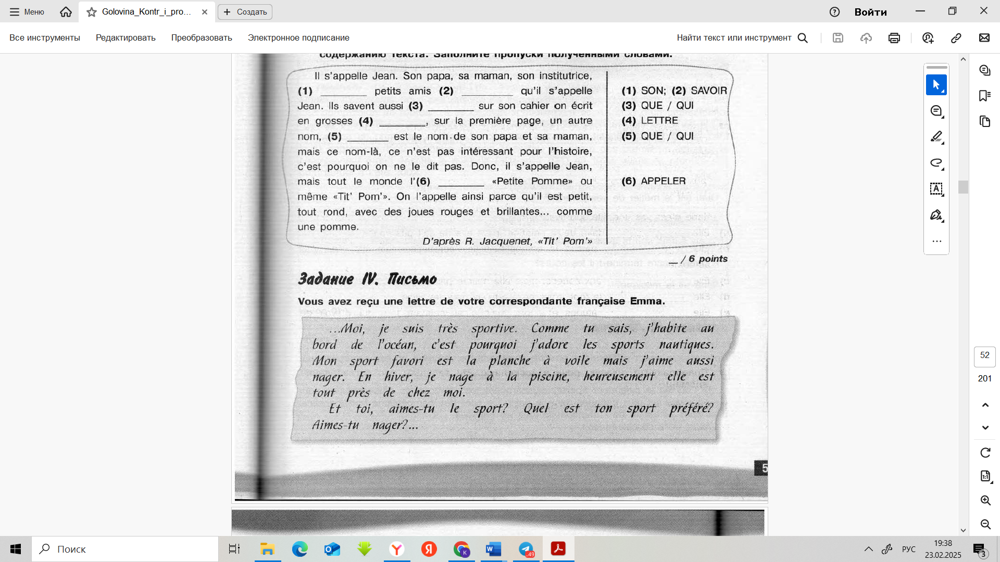 Меню
Golovina_Kontr_i_pro...
Создать
Войти
Все инструменты
Редактировать
Преобразовать
Электронное подписание
Найти текст или инструмент
содержанию текста. Заполните пропуски полученными словами.
Il s'appelle Jean. Son papa, sa maman, son institutrice,
(1) ________ petits amis (2) ________ qu'il s'appelle
Jean. Ils savent aussi (3) ________ sur son cahier on écrit
en grosses (4) ________, sur la première page, un autre
nom, (5) ________ est le nom de son papa et sa maman,
mais ce nom-là, ce n'est pas intéressant pour l'histoire,
c'est pourquoi on ne le dit pas. Donc, il s'appelle Jean,
mais tout le monde l'(6) ________ «Petite Pomme» ou
même «Tit' Pom'». On l'appelle ainsi parce qu'il est petit,
tout rond, avec des joues rouges et brillantes... comme
une pomme.
D'après R. Jacquenet, «Tit' Pom'»
(1) SON; (2) SAVOIR
(3) QUE / QUI
(4) LETTRE
(5) QUE / QUI
(6) APPELER
__ / 6 points
Задание IV. Письмо
Vous avez reçu une lettre de votre correspondante française Emma.
...Moi, je suis très sportive. Comme tu sais, j'habite au
bord de l'océan, c'est pourquoi j'adore les sports nautiques.
Mon sport favori est la planche à voile mais j'aime aussi
nager. En hiver, je nage à la piscine, heureusement elle est
tout près de chez moi.
Et toi, aimes-tu le sport? Quel est ton sport préféré?
Aimes-tu nager?...
5
52
201
1:1
Поиск
..49
РУС
19:38
23.02.2025
3